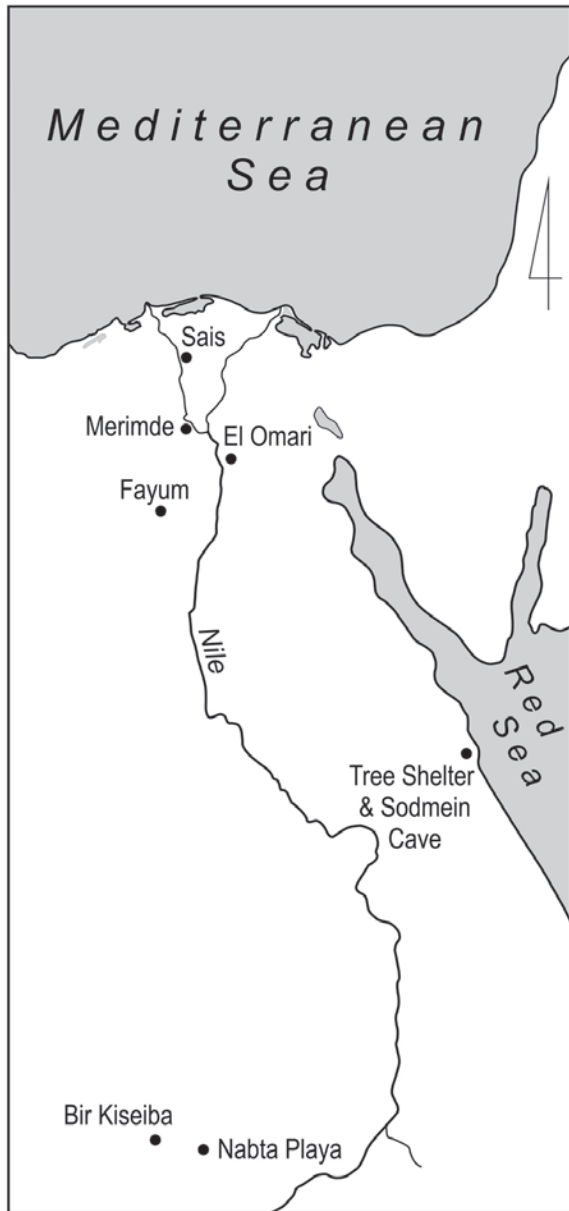 Mediterranean
Sea
Sais
Merimde
El Omari
Fayum
Nile
Red
Sea
Tree Shelter
& Sodmein
Cave
Bir Kiseiba
Nabta Playa